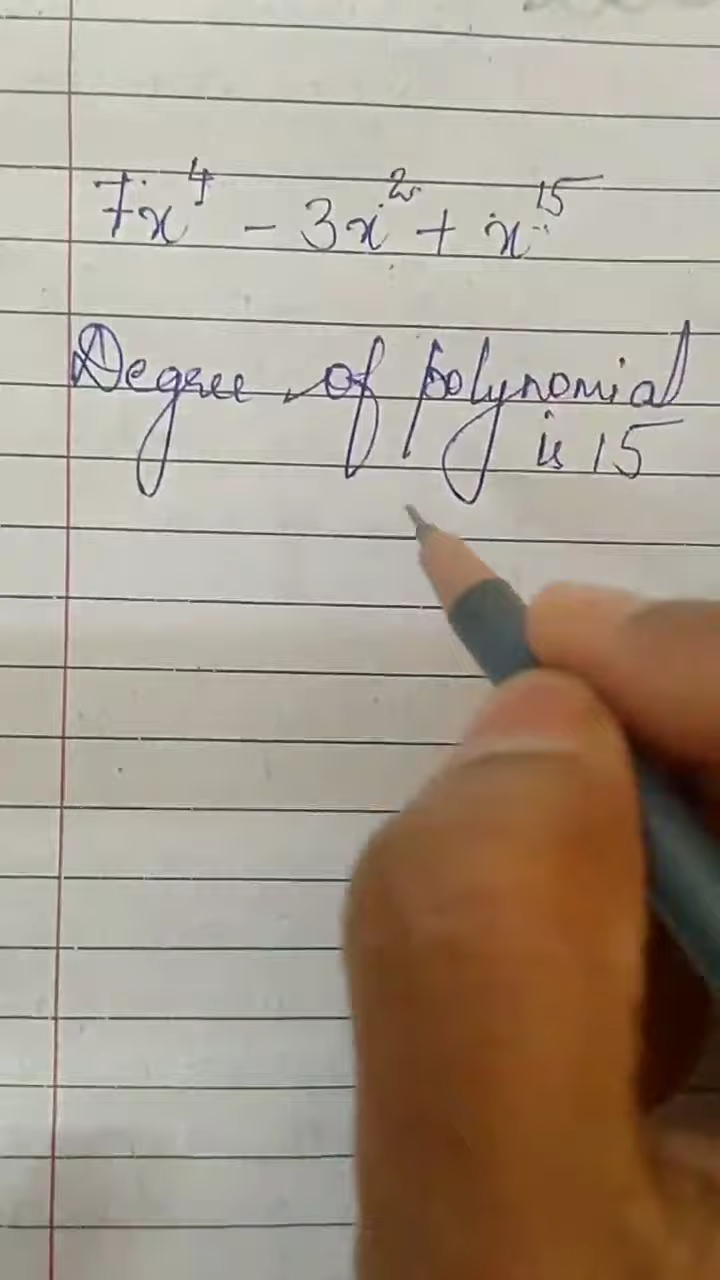 7x⁴ - 3x² + x¹⁵
Degree of polynomial
is 15